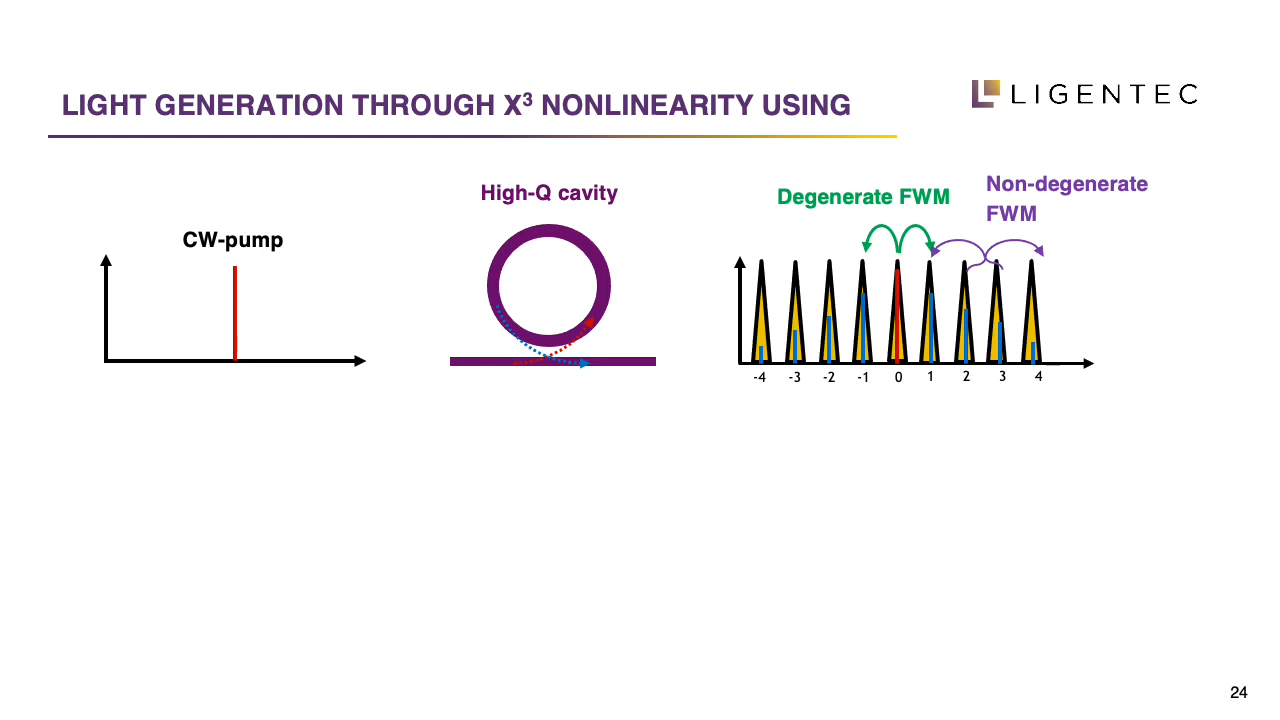 LIGHT GENERATION THROUGH X³ NONLINEARITY USING
LIGENTEC
CW-pump
High-Q cavity
Degenerate FWM
Non-degenerate
FWM
-4 -3 -2 -1 0 1 2 3 4
24